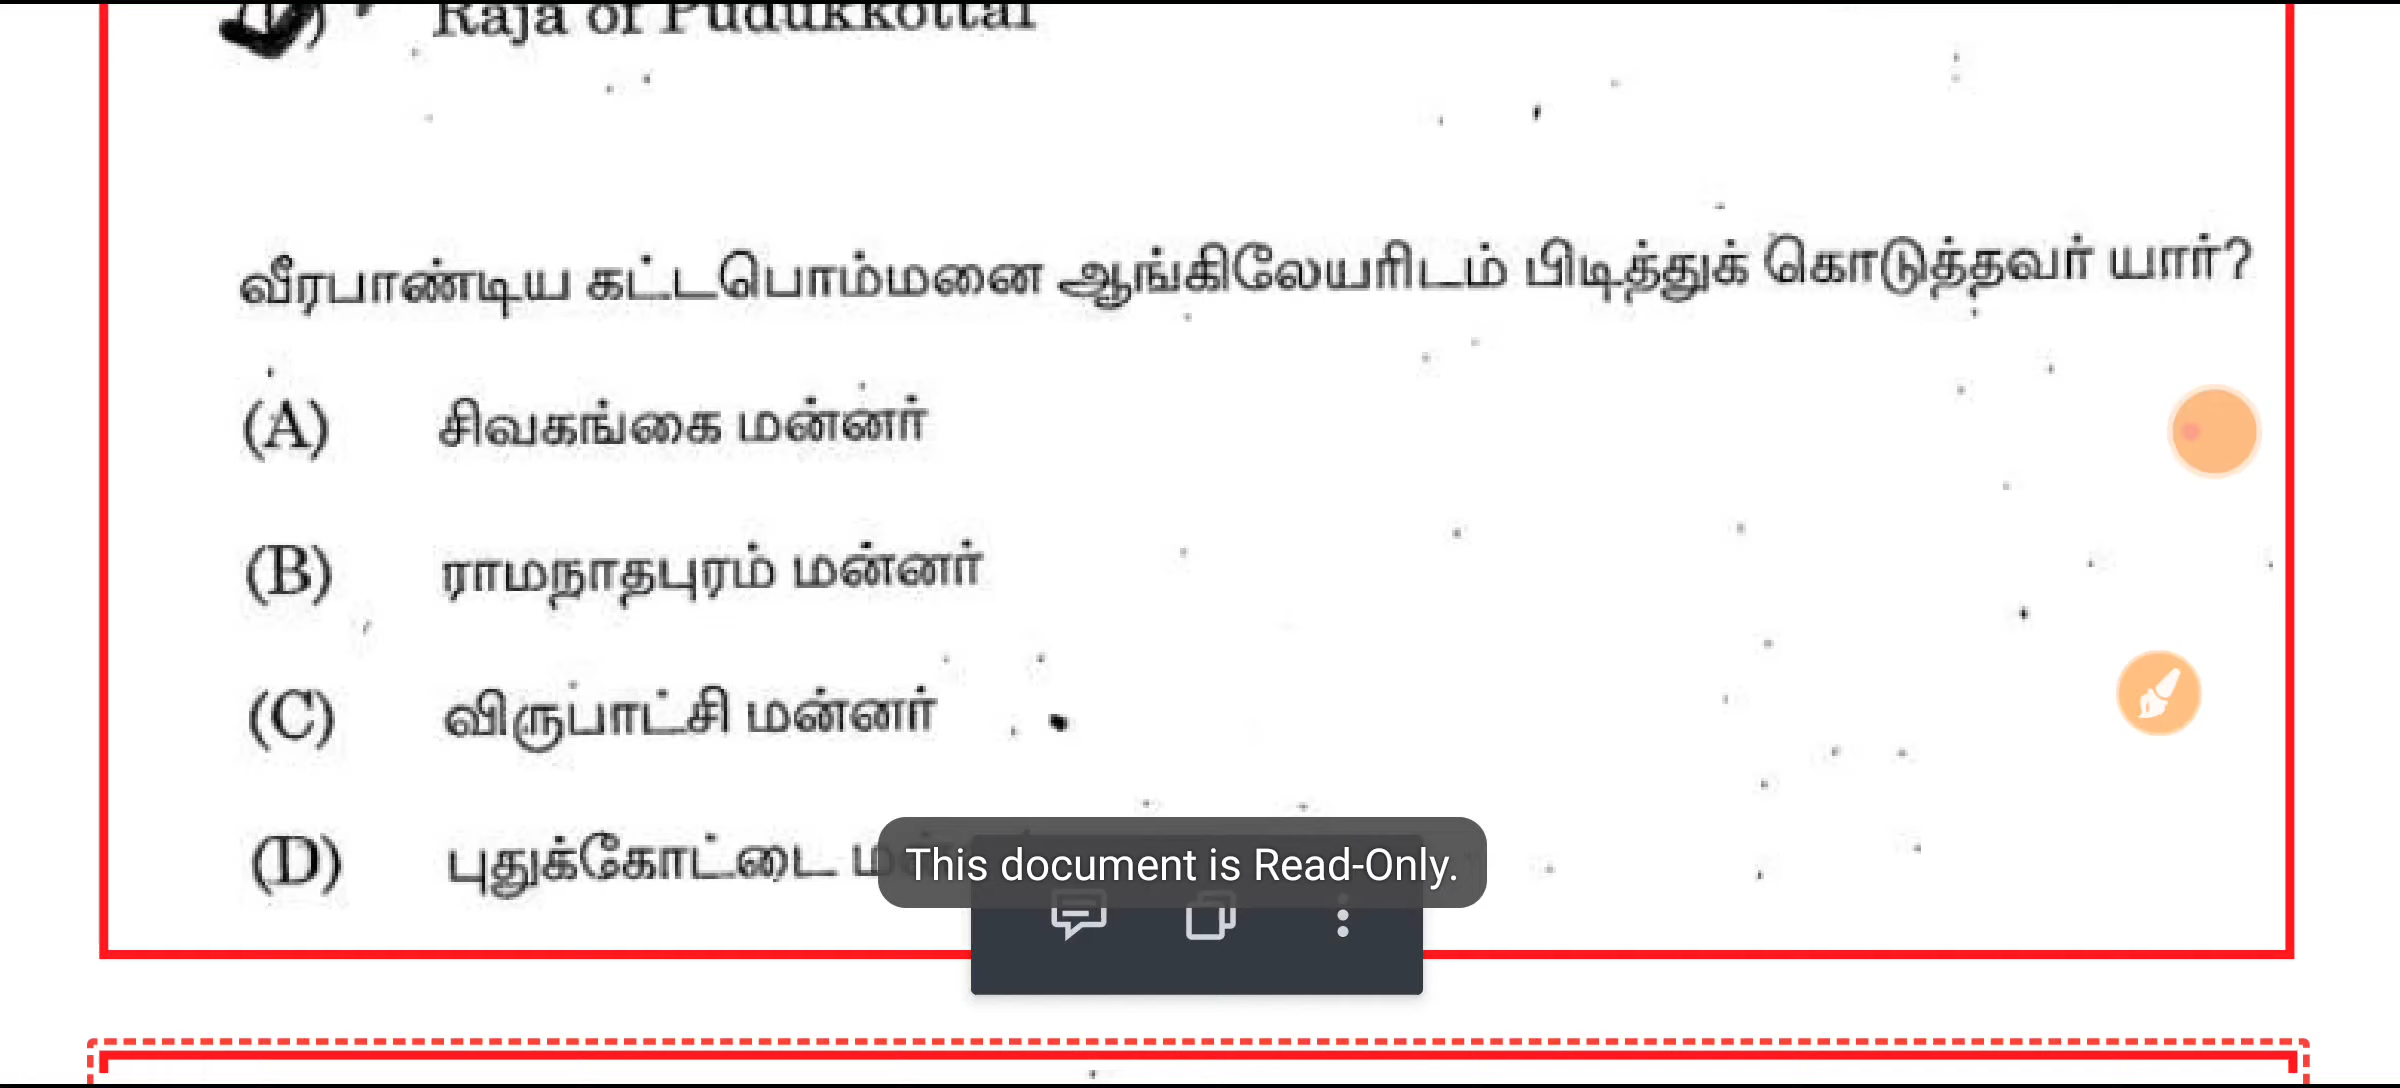 Raja of Pudukkottai
வீரபாண்டிய கட்டபொம்மனை ஆங்கிலேயரிடம் பிடித்துக் கொடுத்தவர் யார்?
(A) சிவகங்கை மன்னர்
(B) ராமநாதபுரம் மன்னர்
(C) விருபாட்சி மன்னர்
(D) புதுக்கோட்டை
This document is Read-Only.